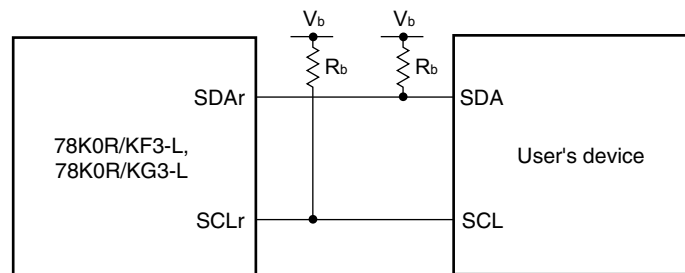 Vb Vb
Rb Rb
SDAr SDA
78K0R/KF3-L,
78K0R/KG3-L
User's device
SCLr SCL